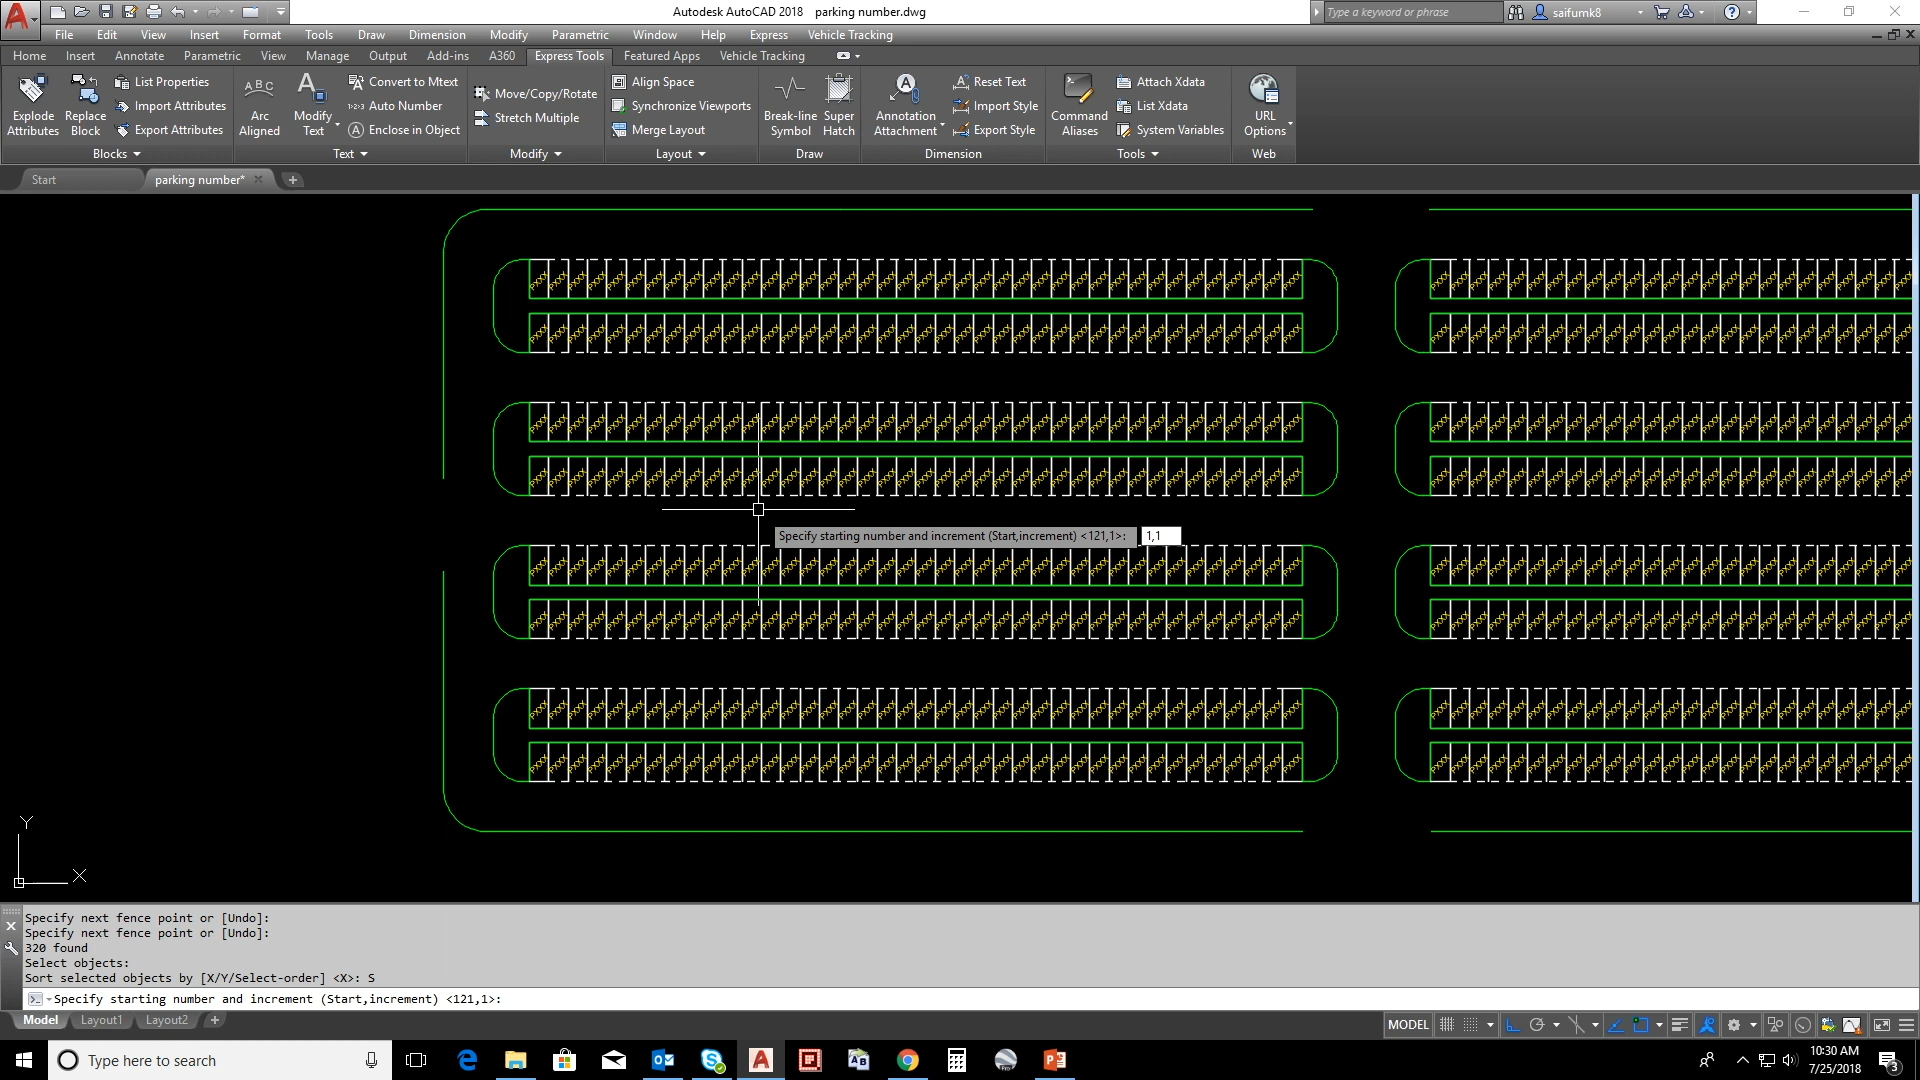 Autodesk AutoCAD 2018 parking number.dwg
Type a keyword or phrase
saifumk8
File Edit View Insert Format Tools Draw Dimension Modify Parametric Window Help Express Vehicle Tracking
Home Insert Annotate Parametric View Manage Output Add-ins A360 Express Tools Featured Apps Vehicle Tracking
Explode Attributes
Replace Block
List Properties
Import Attributes
Export Attributes
Blocks
ABC
Arc Aligned
Modify Text
Convert to Mtext
Auto Number
Enclose in Object
Text
Move/Copy/Rotate
Stretch Multiple
Modify
Align Space
Synchronize Viewports
Merge Layout
Layout
Break-line Symbol
Super Hatch
Draw
Annotation Attachment
Reset Text
Import Style
Export Style
Dimension
Command Aliases
Attach Xdata
List Xdata
System Variables
Tools
URL Options
Web
Start
parking number*
Specify starting number and increment (Start,increment) <121,1>: 1,1
Y
X
Specify next fence point or [Undo]:
Specify next fence point or [Undo]:
320 found
Select objects:
Sort selected objects by [X/Y/Select-order] <X>: S
Specify starting number and increment (Start,increment) <121,1>:
Model Layout1 Layout2 +
MODEL
Type here to search
10:30 AM
7/25/2018
3